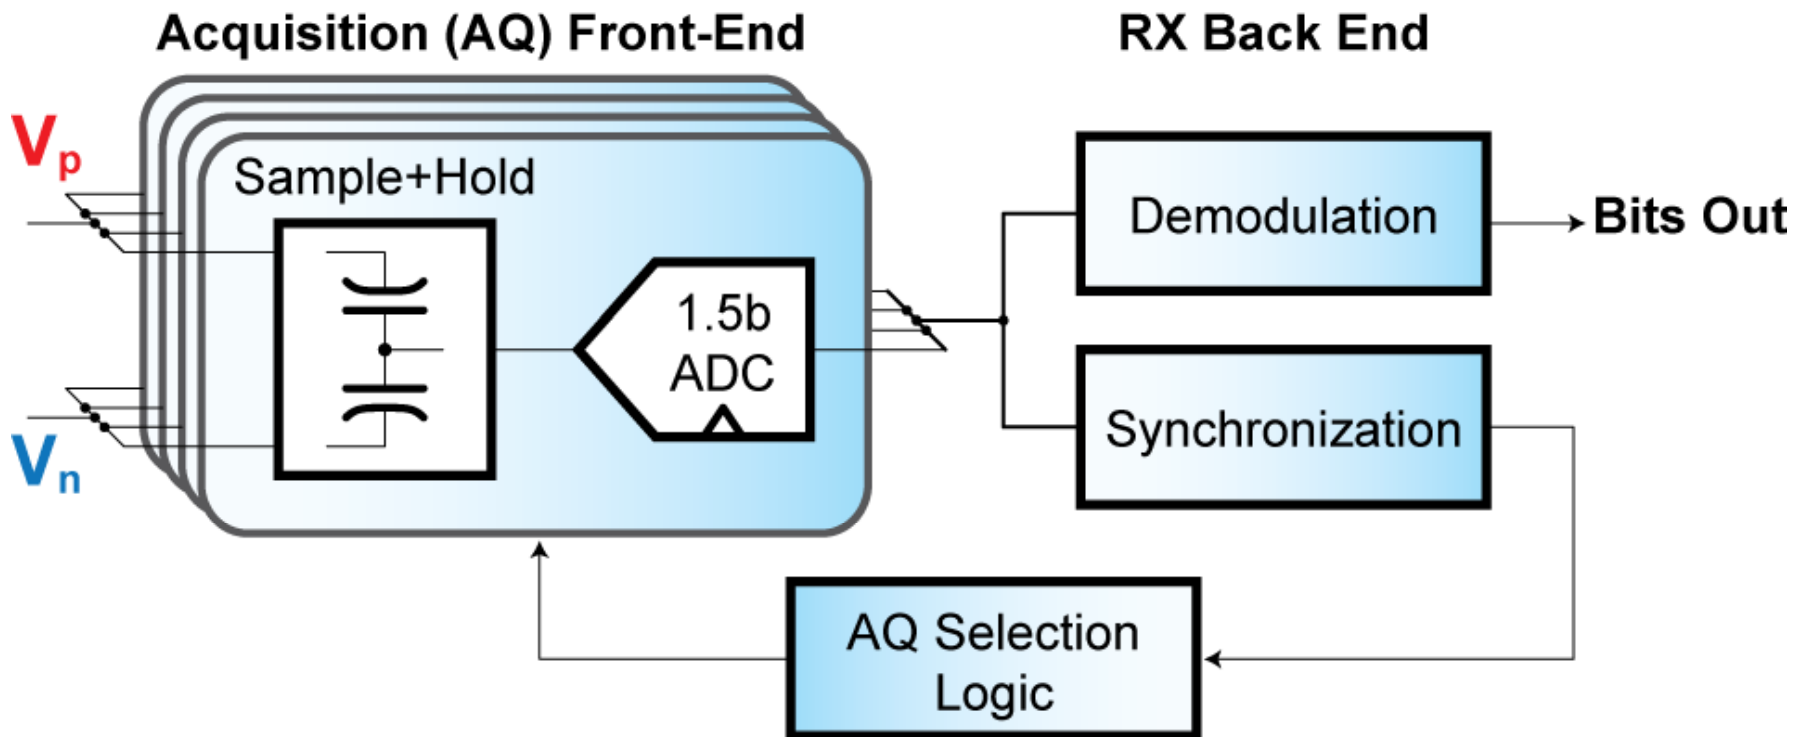 Acquisition (AQ) Front-End
RX Back End
Vp
Sample+Hold
1.5b
ADC
Vn
Demodulation
Bits Out
Synchronization
AQ Selection
Logic